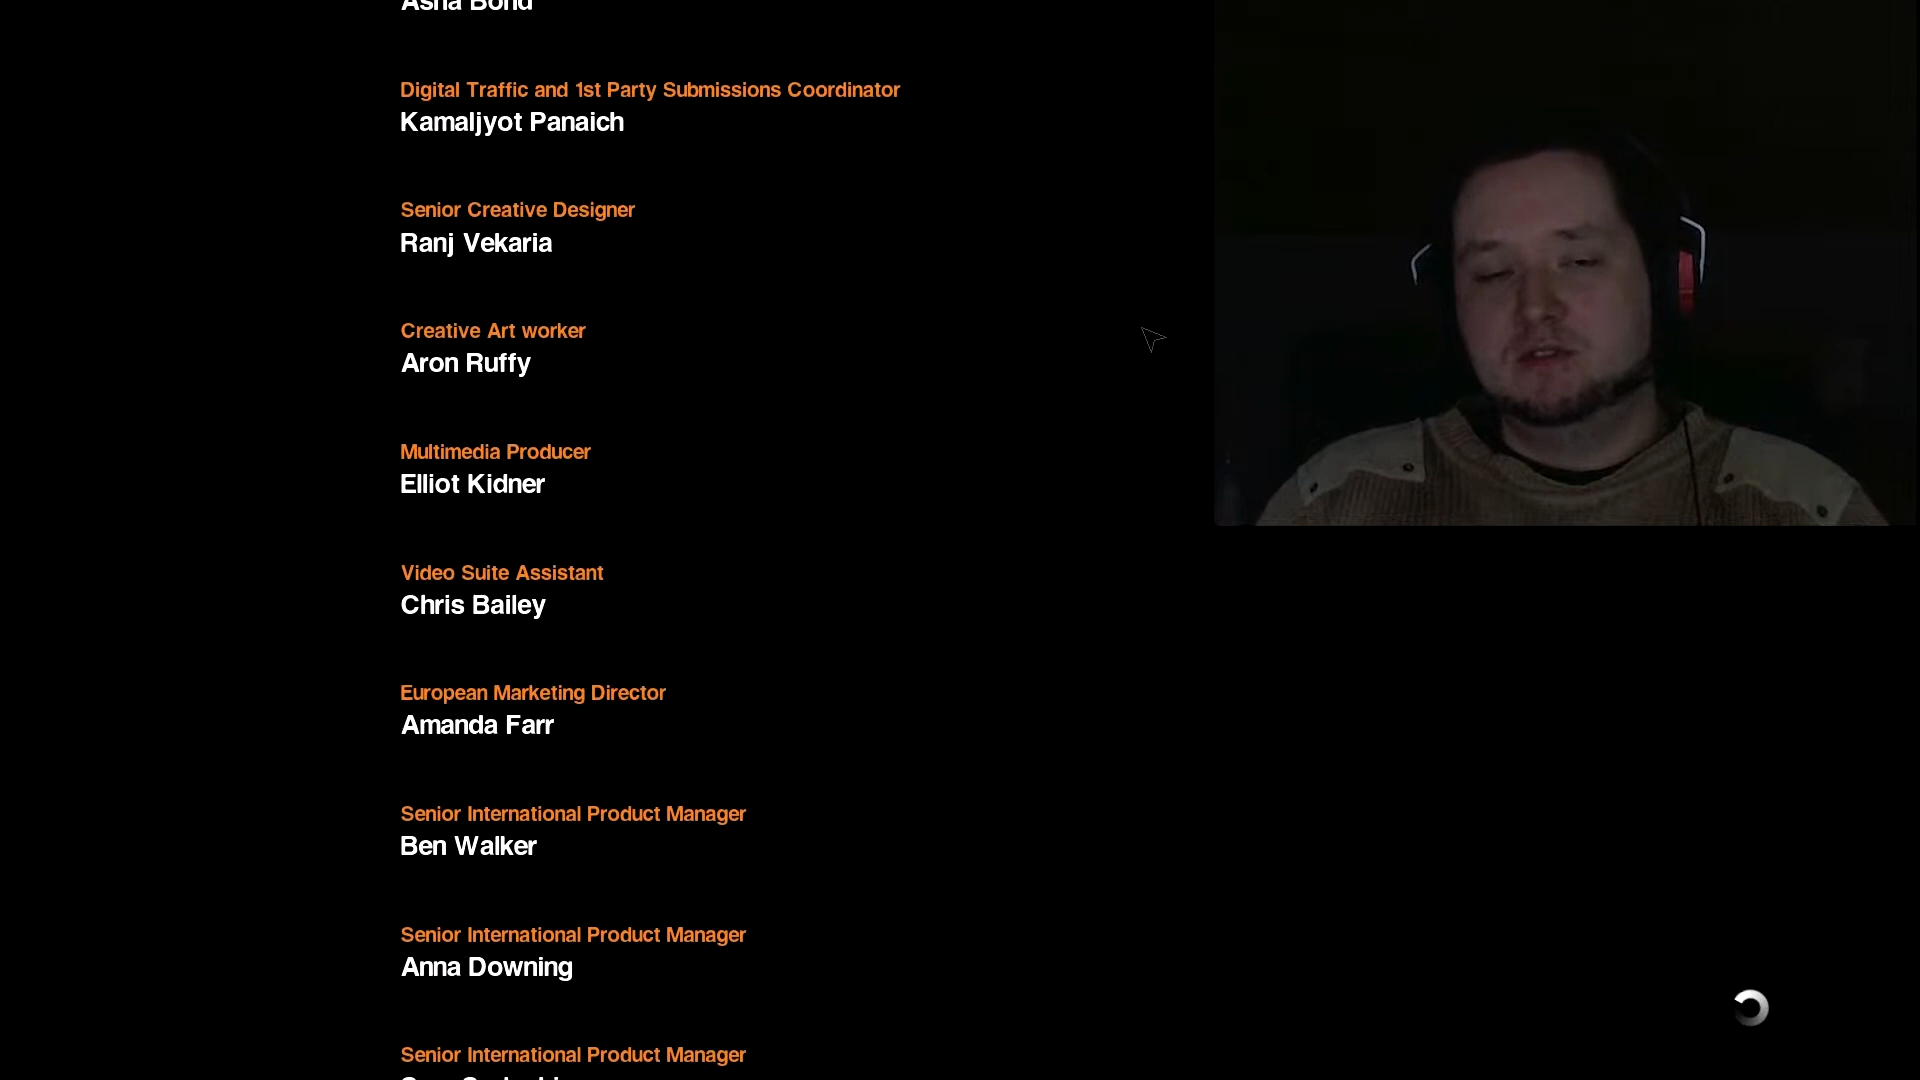 Asha Bond
Digital Traffic and 1st Party Submissions Coordinator
Kamaljyot Panaich
Senior Creative Designer
Ranj Vekaria
Creative Art worker
Aron Ruffy
Multimedia Producer
Elliot Kidner
Video Suite Assistant
Chris Bailey
European Marketing Director
Amanda Farr
Senior International Product Manager
Ben Walker
Senior International Product Manager
Anna Downing
Senior International Product Manager